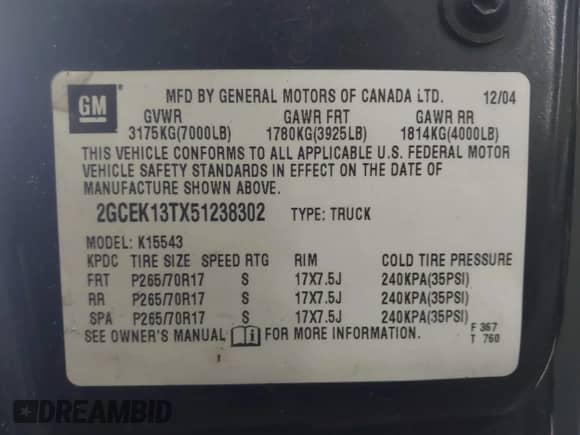 GM
MFD BY GENERAL MOTORS OF CANADA LTD. 12/04
GVWR GAWR FRT GAWR RR
3175KG(7000LB) 1780KG(3925LB) 1814KG(4000LB)
THIS VEHICLE CONFORMS TO ALL APPLICABLE U.S. FEDERAL MOTOR
VEHICLE SAFETY STANDARDS IN EFFECT ON THE DATE OF
MANUFACTURE SHOWN ABOVE.
2GCEK13TX51238302 TYPE: TRUCK
MODEL: K15543
KPDC TIRE SIZE SPEED RTG RIM COLD TIRE PRESSURE
FRT P265/70R17 S 17X7.5J 240KPA(35PSI)
RR P265/70R17 S 17X7.5J 240KPA(35PSI)
SPA P265/70R17 S 17X7.5J 240KPA(35PSI)
SEE OWNER'S MANUAL FOR MORE INFORMATION.
F 367
T 760
DREAMBID